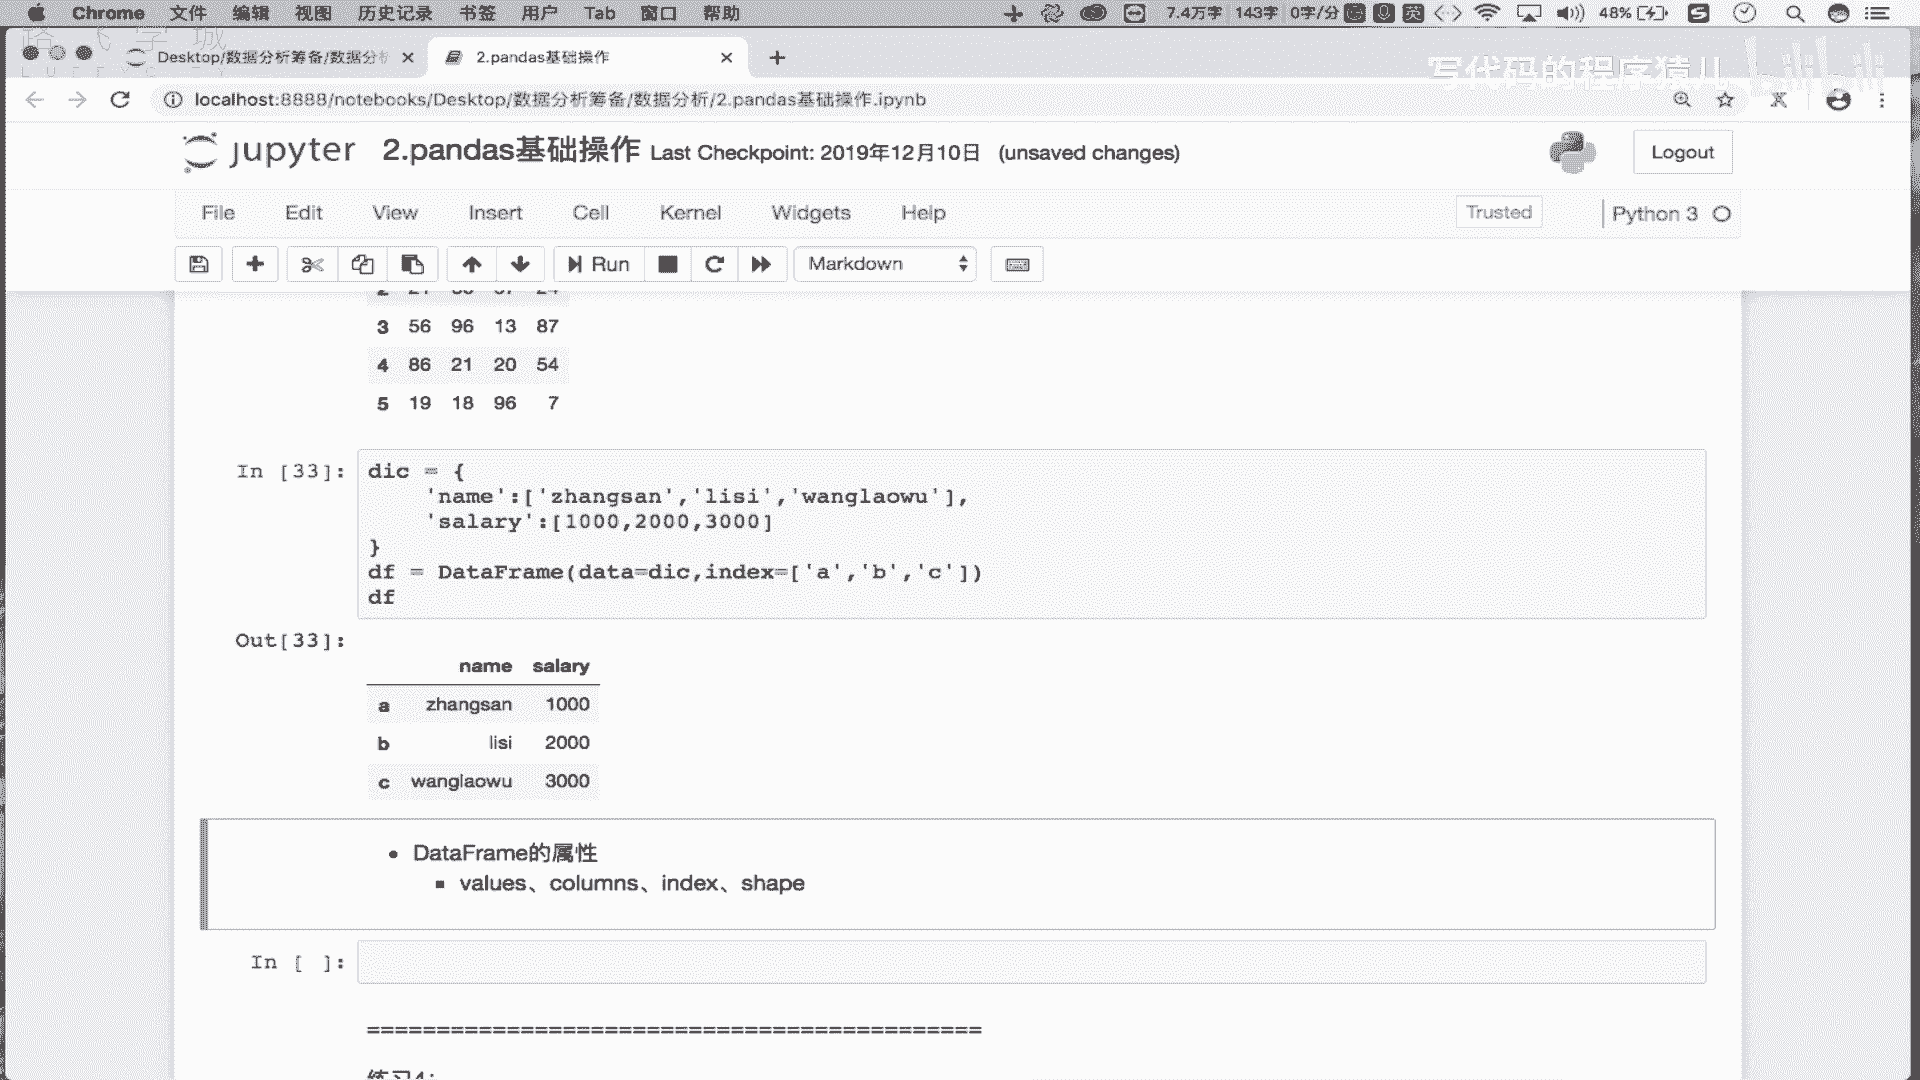 Chrome 文件 编辑 视图 历史记录 书签 用户 Tab 窗口 帮助 7.4万字 143字 0字/分 英 48%
Desktop/数据分析筹备/数据分析 2.pandas基础操作
写代码的程序猿儿 bilibili
localhost:8888/notebooks/Desktop/数据分析筹备/数据分析/2.pandas基础操作.ipynb
jupyter 2.pandas基础操作 Last Checkpoint: 2019年12月10日 (unsaved changes) Logout
File Edit View Insert Cell Kernel Widgets Help Trusted Python 3
Run Markdown
3 56 96 13 87
4 86 21 20 54
5 19 18 96 7
In [33]: dic = {
'name':['zhangsan','lisi','wanglaowu'],
'salary':[1000,2000,3000]
}
df = DataFrame(data=dic,index=['a','b','c'])
df
Out[33]:
name salary
a zhangsan 1000
b lisi 2000
c wanglaowu 3000
• DataFrame的属性
▪ values、columns、index、shape
In [ ]:
============================================
练习4: